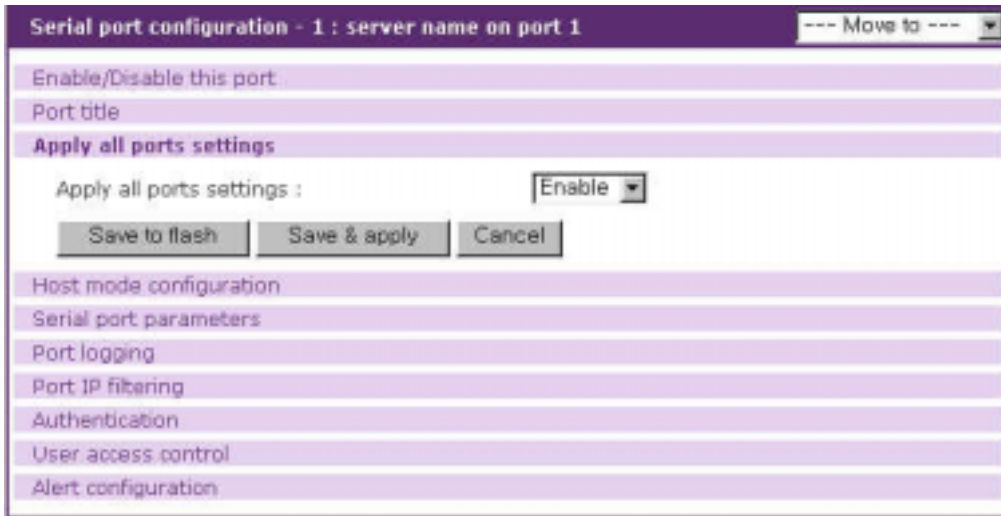 Serial port configuration - 1 : server name on port 1 --- Move to ---
Enable/Disable this port
Port title
Apply all ports settings
Apply all ports settings : Enable
Save to flash Save & apply Cancel
Host mode configuration
Serial port parameters
Port logging
Port IP filtering
Authentication
User access control
Alert configuration